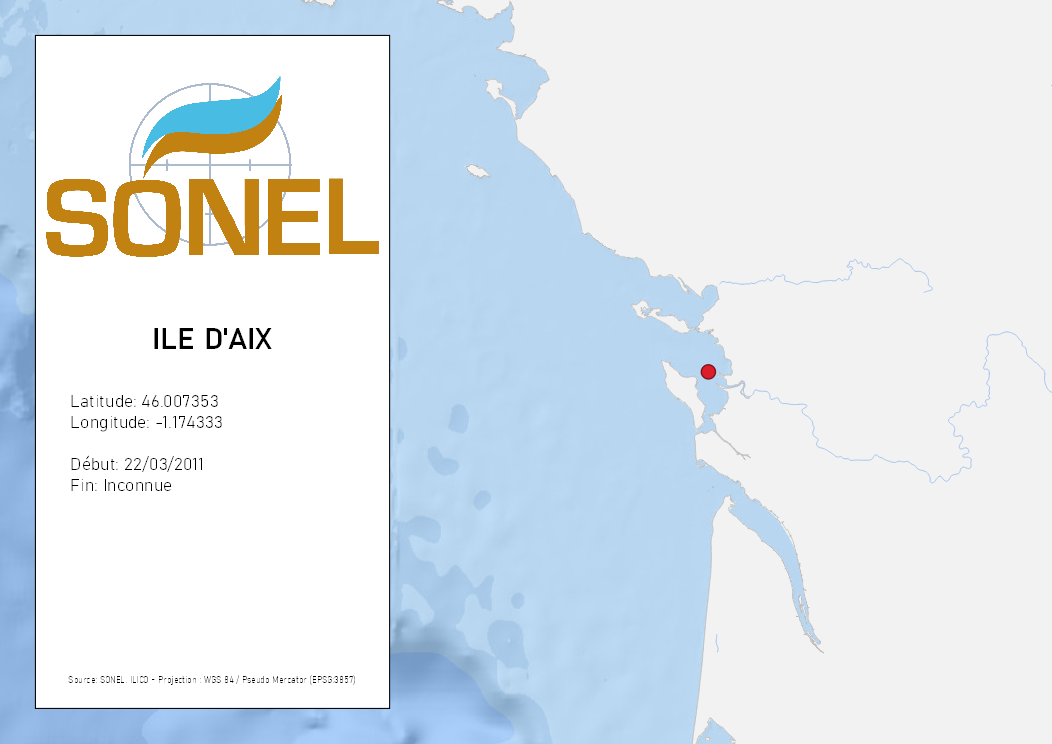 SONEL
ILE D'AIX
Latitude: 46.007353
Longitude: -1.174333
Début: 22/03/2011
Fin: Inconnue
Source: SONEL, ILICO - Projection : WGS 84 / Pseudo Mercator (EPSG:3857)